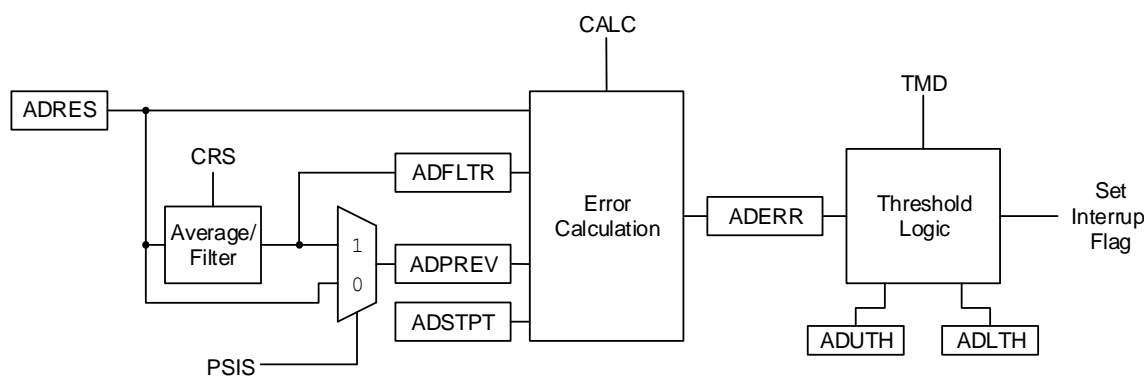 CALC
ADRES
TMD
CRS
ADFLTR
Average/
Filter
1
0
ADPREV
ADSTPT
PSIS
Error
Calculation
ADERR
Threshold
Logic
Set
Interrup
Flag
ADUTH
ADLTH